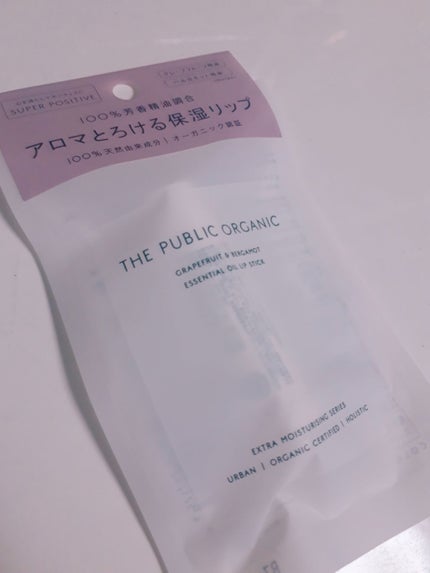 SUPER POSITIVE
100%芳香精油調合
アロマとろける保湿リップ
100%天然由来成分 | オーガニック認証
THE PUBLIC ORGANIC
GRAPEFRUIT & BERGAMOT
ESSENTIAL OIL LIP STICK
EXTRA MOISTURISING SERIES
URBAN | ORGANIC CERTIFIED | HOLISTIC